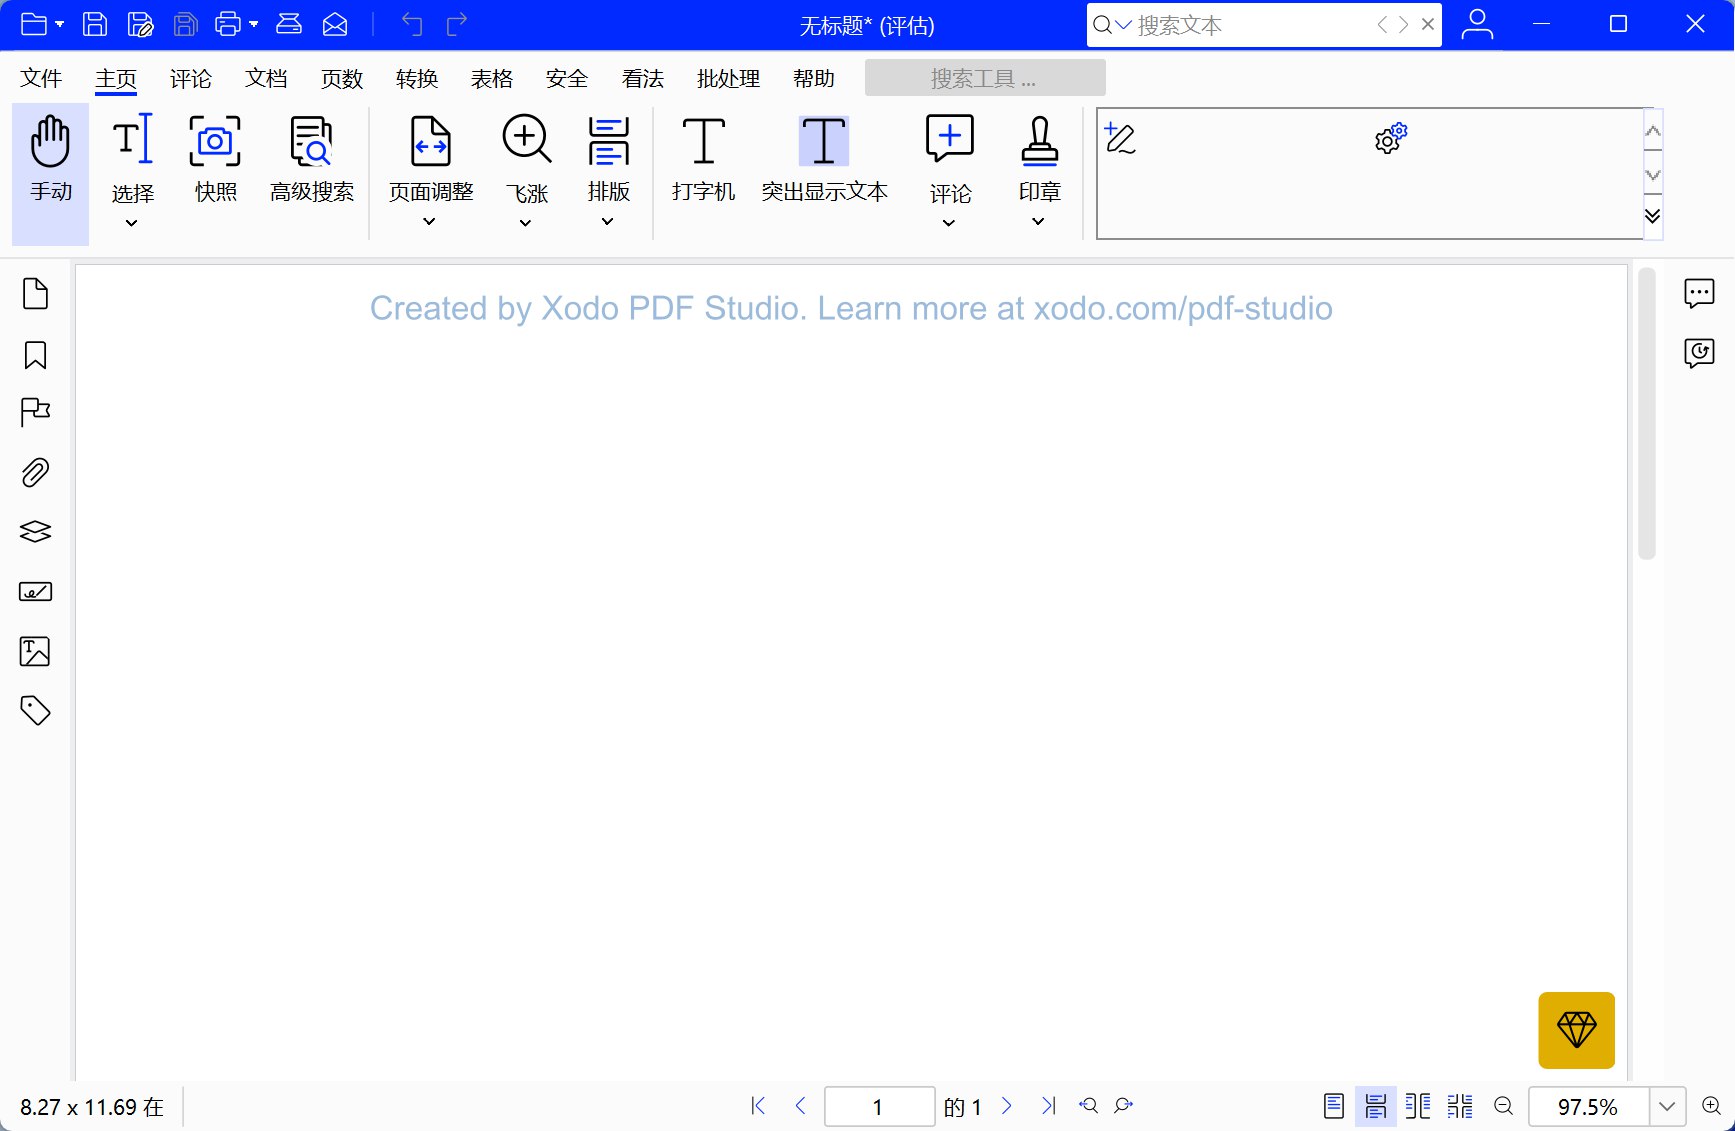 无标题* (评估)
搜索文本
文件 主页 评论 文档 页数 转换 表格 安全 看法 批处理 帮助 搜索工具 ...
手动 选择 快照 高级搜索 页面调整 飞涨 排版 打字机 突出显示文本 评论 印章
Created by Xodo PDF Studio. Learn more at xodo.com/pdf-studio
8.27 x 11.69 在 1 的 1 97.5%